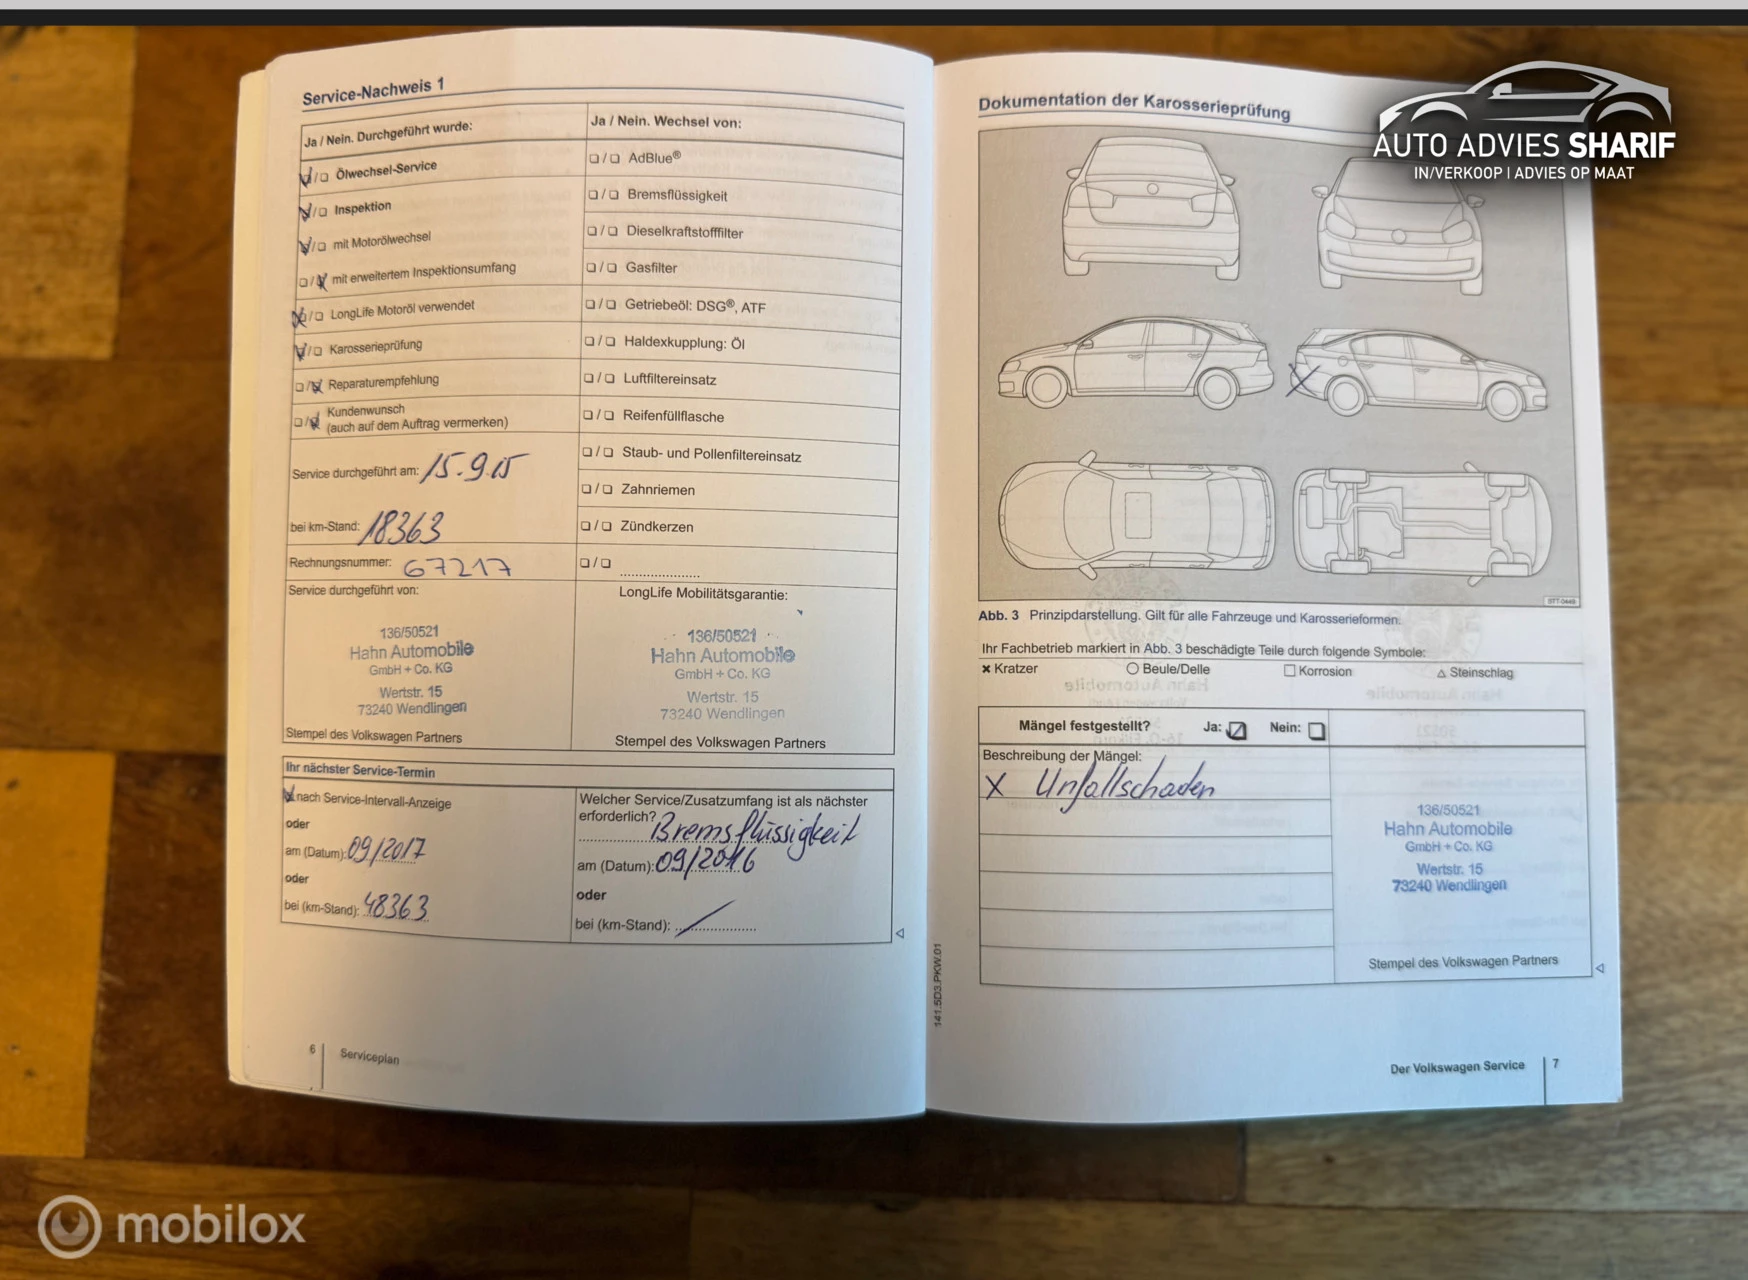 AUTO ADVIES SHARIF
IN/VERKOOP | ADVIES OP MAAT
Service-Nachweis 1
Ja / Nein. Durchgeführt wurde:
Ölwechsel-Service
Inspektion
mit Motorölwechsel
mit erweitertem Inspektionsumfang
LongLife Motoröl verwendet
Karosserieprüfung
Reparaturempfehlung
Kundenwunsch
(auch auf dem Auftrag vermerken)
Service durchgeführt am: 15.9.15
bei km-Stand: 18363
Rechnungsnummer: 67217
Service durchgeführt von:
136/50521
Hahn Automobile
GmbH + Co. KG
Wertstr. 15
73240 Wendlingen
Stempel des Volkswagen Partners
Ja / Nein. Wechsel von:
AdBlue®
Bremsflüssigkeit
Dieselkraftstofffilter
Gasfilter
Getriebeöl: DSG®, ATF
Haldexkupplung: Öl
Luftfiltereinsatz
Reifenfüllflasche
Staub- und Pollenfiltereinsatz
Zahnriemen
Zündkerzen
LongLife Mobilitätsgarantie:
136/50521
Hahn Automobile
GmbH + Co. KG
Wertstr. 15
73240 Wendlingen
Stempel des Volkswagen Partners
Ihr nächster Service-Termin
nach Service-Intervall-Anzeige
oder
am (Datum): 09/2017
oder
bei (km-Stand): 48363
Welcher Service/Zusatzumfang ist als nächster
erforderlich? Bremsflüssigkeit
am (Datum): 09/2016
oder
bei (km-Stand):
6 Serviceplan
141.5D3.PKW.01
Dokumentation der Karosserieprüfung
Abb. 3 Prinzipdarstellung. Gilt für alle Fahrzeuge und Karosserieformen.
Ihr Fachbetrieb markiert in Abb. 3 beschädigte Teile durch folgende Symbole:
× Kratzer ○ Beule/Delle □ Korrosion △ Steinschlag
Mängel festgestellt? Ja: Nein:
Beschreibung der Mängel:
X Unfallschaden
136/50521
Hahn Automobile
GmbH + Co. KG
Wertstr. 15
73240 Wendlingen
Stempel des Volkswagen Partners
Der Volkswagen Service 7
mobilox